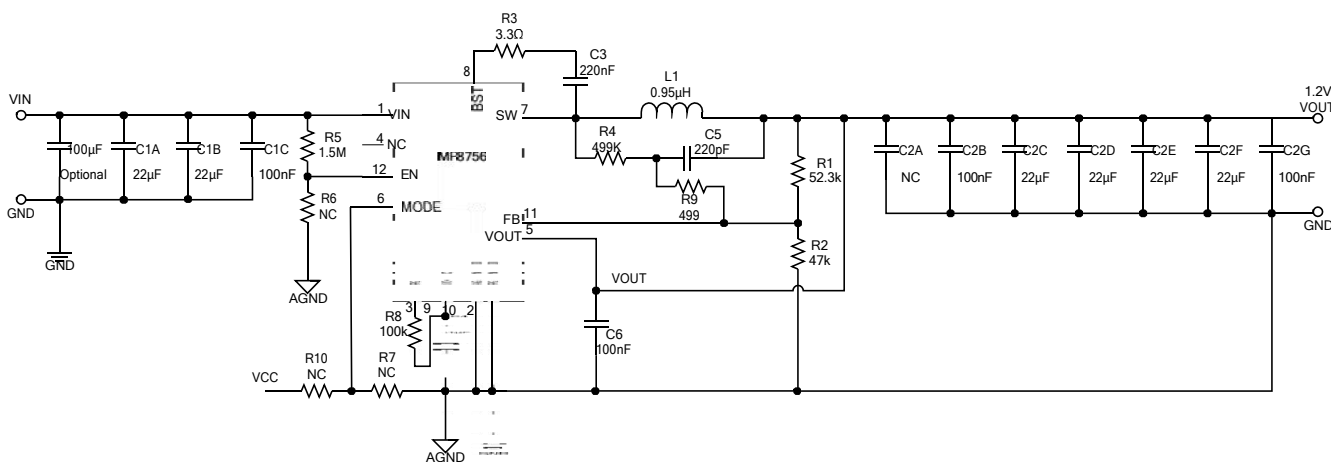 R3
3.3Ω
C3
220nF
8
BST
L1
0.95µH
VIN
1
VIN
SW
7
1.2V
VOUT
100µF
Optional
C1A
22µF
C1B
22µF
C1C
100nF
R5
1.5M
4
NC
R4
499K
C5
220pF
R1
52.3k
C2A
NC
C2B
100nF
C2C
22µF
C2D
22µF
C2E
22µF
C2F
22µF
C2G
100nF
12
EN
R6
NC
6
MODE
R9
499
GND
FB
11
VOUT
5
GND
R2
47k
GND
AGND
VOUT
3
9
10
2
R8
100k
C6
100nF
R10
NC
R7
NC
VCC
AGND